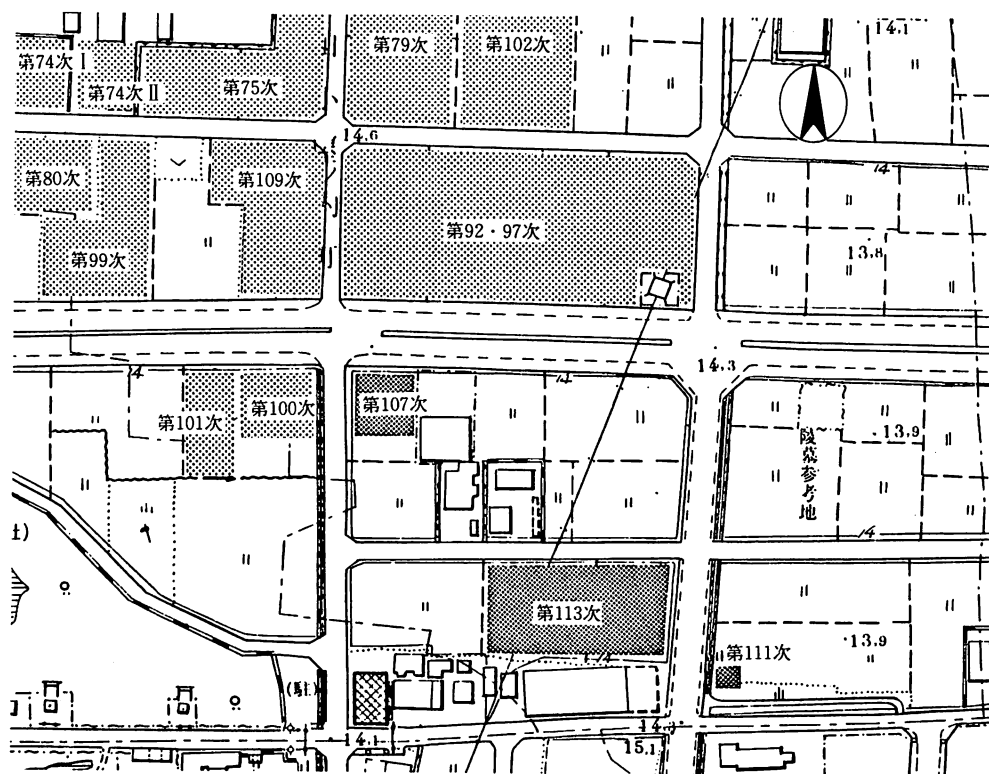 第74次Ⅰ
第74次Ⅱ
第75次
第79次
第102次
14.1
14.6
第80次
第109次
第99次
第92・97次
14
13.8
14.3
14
第101次
第100次
第107次
14
13.9
陵墓参考地
14
第113次
第111次
13.9
14
(駐)
14.1
15.1